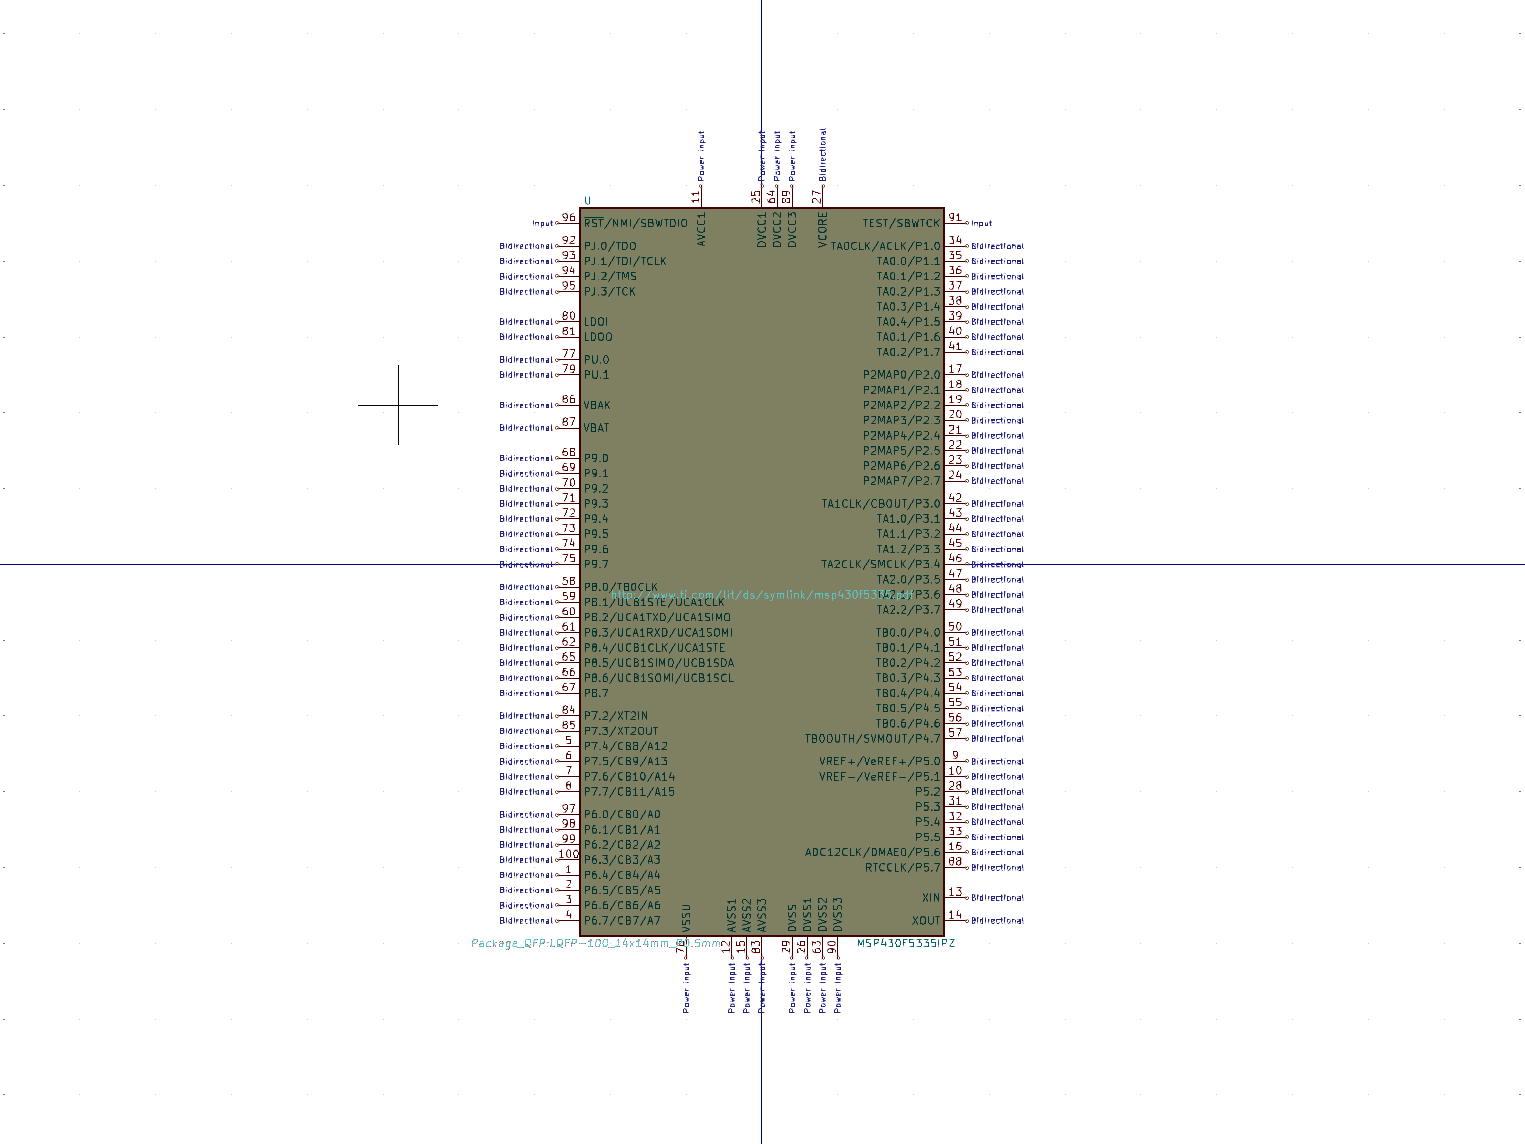 Power Input
Power Input
Power Input
Power Input
Bidirectional
11 25 64 89 27
AVCC1 DVCC1 DVCC2 DVCC3 VCORE
U
Input 96 RST/NMI/SBWTDIO
Bidirectional 92 PJ.0/TDO
Bidirectional 93 PJ.1/TDI/TCLK
Bidirectional 94 PJ.2/TMS
Bidirectional 95 PJ.3/TCK
Bidirectional 80 LDOI
Bidirectional 81 LDOO
Bidirectional 77 PU.0
Bidirectional 79 PU.1
Bidirectional 86 VBAK
Bidirectional 87 VBAT
Bidirectional 68 P9.0
Bidirectional 69 P9.1
Bidirectional 70 P9.2
Bidirectional 71 P9.3
Bidirectional 72 P9.4
Bidirectional 73 P9.5
Bidirectional 74 P9.6
Bidirectional 75 P9.7
Bidirectional 58 P8.0/TB0CLK
Bidirectional 59 P8.1/UCB1STE/UCA1CLK
Bidirectional 60 P8.2/UCA1TXD/UCA1SIMO
Bidirectional 61 P8.3/UCA1RXD/UCA1SOMI
Bidirectional 62 P8.4/UCB1CLK/UCA1STE
Bidirectional 65 P8.5/UCB1SIMO/UCB1SDA
Bidirectional 66 P8.6/UCB1SOMI/UCB1SCL
Bidirectional 67 P8.7
Bidirectional 84 P7.2/XT2IN
Bidirectional 85 P7.3/XT2OUT
Bidirectional 5 P7.4/CB8/A12
Bidirectional 6 P7.5/CB9/A13
Bidirectional 7 P7.6/CB10/A14
Bidirectional 8 P7.7/CB11/A15
Bidirectional 97 P6.0/CB0/A0
Bidirectional 98 P6.1/CB1/A1
Bidirectional 99 P6.2/CB2/A2
Bidirectional 100 P6.3/CB3/A3
Bidirectional 1 P6.4/CB4/A4
Bidirectional 2 P6.5/CB5/A5
Bidirectional 3 P6.6/CB6/A6
Bidirectional 4 P6.7/CB7/A7
TEST/SBWTCK 91 Input
TA0CLK/ACLK/P1.0 34 Bidirectional
TA0.0/P1.1 35 Bidirectional
TA0.1/P1.2 36 Bidirectional
TA0.2/P1.3 37 Bidirectional
TA0.3/P1.4 38 Bidirectional
TA0.4/P1.5 39 Bidirectional
TA0.1/P1.6 40 Bidirectional
TA0.2/P1.7 41 Bidirectional
P2MAP0/P2.0 17 Bidirectional
P2MAP1/P2.1 18 Bidirectional
P2MAP2/P2.2 19 Bidirectional
P2MAP3/P2.3 20 Bidirectional
P2MAP4/P2.4 21 Bidirectional
P2MAP5/P2.5 22 Bidirectional
P2MAP6/P2.6 23 Bidirectional
P2MAP7/P2.7 24 Bidirectional
TA1CLK/CBOUT/P3.0 42 Bidirectional
TA1.0/P3.1 43 Bidirectional
TA1.1/P3.2 44 Bidirectional
TA1.2/P3.3 45 Bidirectional
TA2CLK/SMCLK/P3.4 46 Bidirectional
TA2.0/P3.5 47 Bidirectional
TA2.1/P3.6 48 Bidirectional
TA2.2/P3.7 49 Bidirectional
TB0.0/P4.0 50 Bidirectional
TB0.1/P4.1 51 Bidirectional
TB0.2/P4.2 52 Bidirectional
TB0.3/P4.3 53 Bidirectional
TB0.4/P4.4 54 Bidirectional
TB0.5/P4.5 55 Bidirectional
TB0.6/P4.6 56 Bidirectional
TB0OUTH/SVMOUT/P4.7 57 Bidirectional
VREF+/VeREF+/P5.0 9 Bidirectional
VREF-/VeREF-/P5.1 10 Bidirectional
P5.2 28 Bidirectional
P5.3 31 Bidirectional
P5.4 32 Bidirectional
P5.5 33 Bidirectional
ADC12CLK/DMAE0/P5.6 16 Bidirectional
RTCCLK/P5.7 88 Bidirectional
XIN 13 Bidirectional
XOUT 14 Bidirectional
VSSU AVSS1 AVSS2 AVSS3 DVSS DVSS1 DVSS2 DVSS3
Package_QFP:LQFP-100_14x14mm_P0.5mm
MSP430F5335IPZ
12 15 83 29 26 63 90
Power Input
Power Input
Power Input
Power Input
Power Input
Power Input
Power Input
Power Input